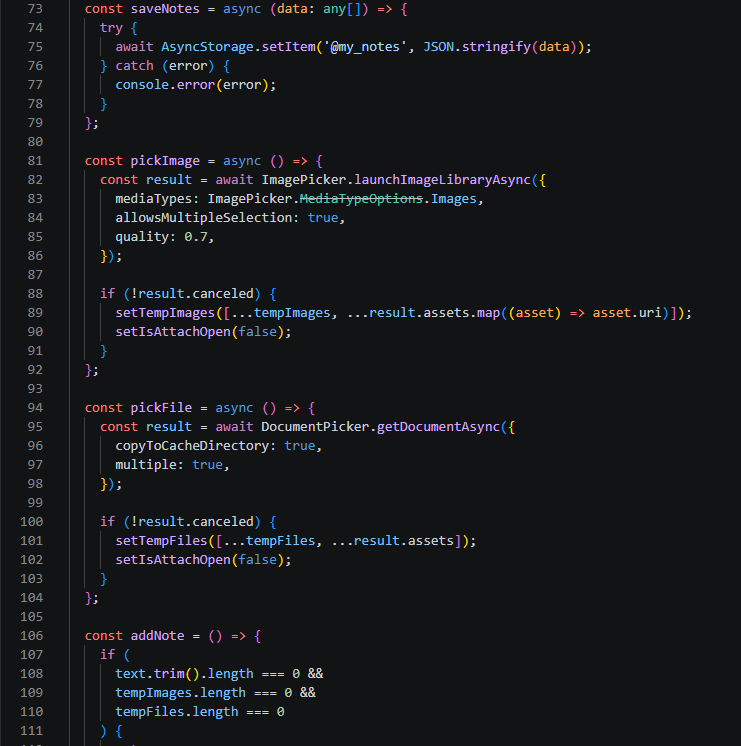 73 const saveNotes = async (data: any[]) => {
74 try {
75 await AsyncStorage.setItem('@my_notes', JSON.stringify(data));
76 } catch (error) {
77 console.error(error);
78 }
79 };
80
81 const pickImage = async () => {
82 const result = await ImagePicker.launchImageLibraryAsync({
83 mediaTypes: ImagePicker.MediaTypeOptions.Images,
84 allowsMultipleSelection: true,
85 quality: 0.7,
86 });
87
88 if (!result.canceled) {
89 setTempImages([...tempImages, ...result.assets.map((asset) => asset.uri)]);
90 setIsAttachOpen(false);
91 }
92 };
93
94 const pickFile = async () => {
95 const result = await DocumentPicker.getDocumentAsync({
96 copyToCacheDirectory: true,
97 multiple: true,
98 });
99
100 if (!result.canceled) {
101 setTempFiles([...tempFiles, ...result.assets]);
102 setIsAttachOpen(false);
103 }
104 };
105
106 const addNote = () => {
107 if (
108 text.trim().length === 0 &&
109 tempImages.length === 0 &&
110 tempFiles.length === 0
111 ) {